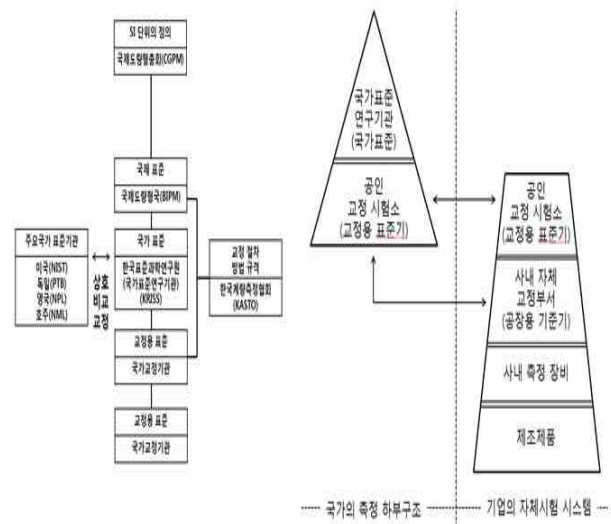 SI 단위의 정의
국제도량형총회(CGPM)
국제 표준
국제도량형국(BIPM)
주요국가 표준기관
미국(NIST)
독일(PTB)
영국(NPL)
호주(NML)
상호
비교
교정
국가 표준
한국표준과학연구원
(국가표준연구기관)
(KRISS)
교정 절차
방법 규격
한국계량측정협회
(KASTO)
교정용 표준
국가교정기관
교정용 표준
국가교정기관
국가표준
연구기관
(국가표준)
공인
교정 시험소
(교정용 표준기)
공인
교정 시험소
(교정용 표준기)
사내 자체
교정부서
(공장용 기준기)
사내 측정 장비
제조제품
국가의 측정 하부구조
기업의 자체시험 시스템